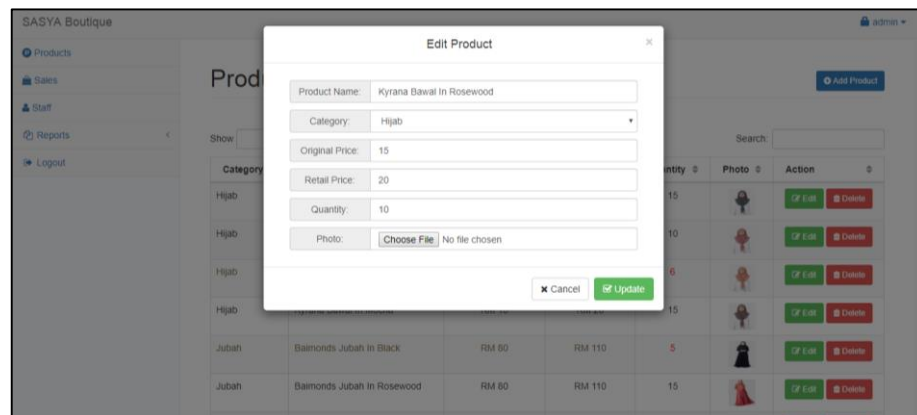 SASYA Boutique
admin
Edit Product
×
Products
Sales
Staff
Reports
Logout
Prod
Add Product
Product Name: Kyrana Bawal In Rosewood
Category: Hijab
Original Price: 15
Retail Price: 20
Quantity: 10
Photo: Choose File No file chosen
Cancel Update
Show
Search:
Category ntity Photo Action
Hijab 15 Edit Delete
Hijab 10 Edit Delete
Hijab 6 Edit Delete
Hijab 15 Edit Delete
Jubah Balmonds Jubah In Black RM 80 RM 110 5 Edit Delete
Jubah Balmonds Jubah In Rosewood RM 80 RM 110 15 Edit Delete